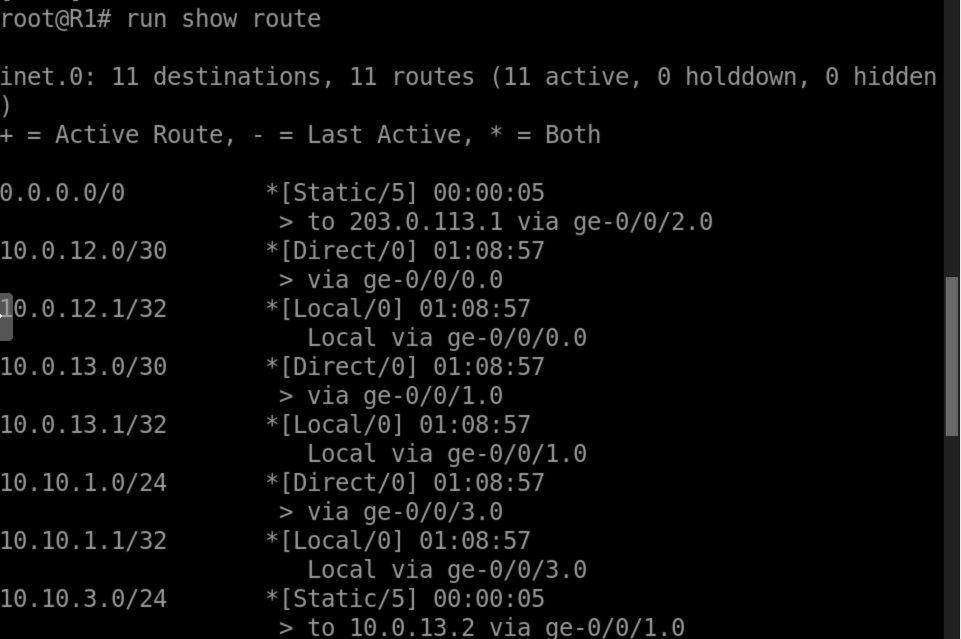 root@R1# run show route
inet.0: 11 destinations, 11 routes (11 active, 0 holddown, 0 hidden
)
+ = Active Route, - = Last Active, * = Both
0.0.0.0/0          *[Static/5] 00:00:05
                    > to 203.0.113.1 via ge-0/0/2.0
10.0.12.0/30       *[Direct/0] 01:08:57
                    > via ge-0/0/0.0
10.0.12.1/32       *[Local/0] 01:08:57
                      Local via ge-0/0/0.0
10.0.13.0/30       *[Direct/0] 01:08:57
                    > via ge-0/0/1.0
10.0.13.1/32       *[Local/0] 01:08:57
                      Local via ge-0/0/1.0
10.10.1.0/24       *[Direct/0] 01:08:57
                    > via ge-0/0/3.0
10.10.1.1/32       *[Local/0] 01:08:57
                      Local via ge-0/0/3.0
10.10.3.0/24       *[Static/5] 00:00:05
                    > to 10.0.13.2 via ge-0/0/1.0